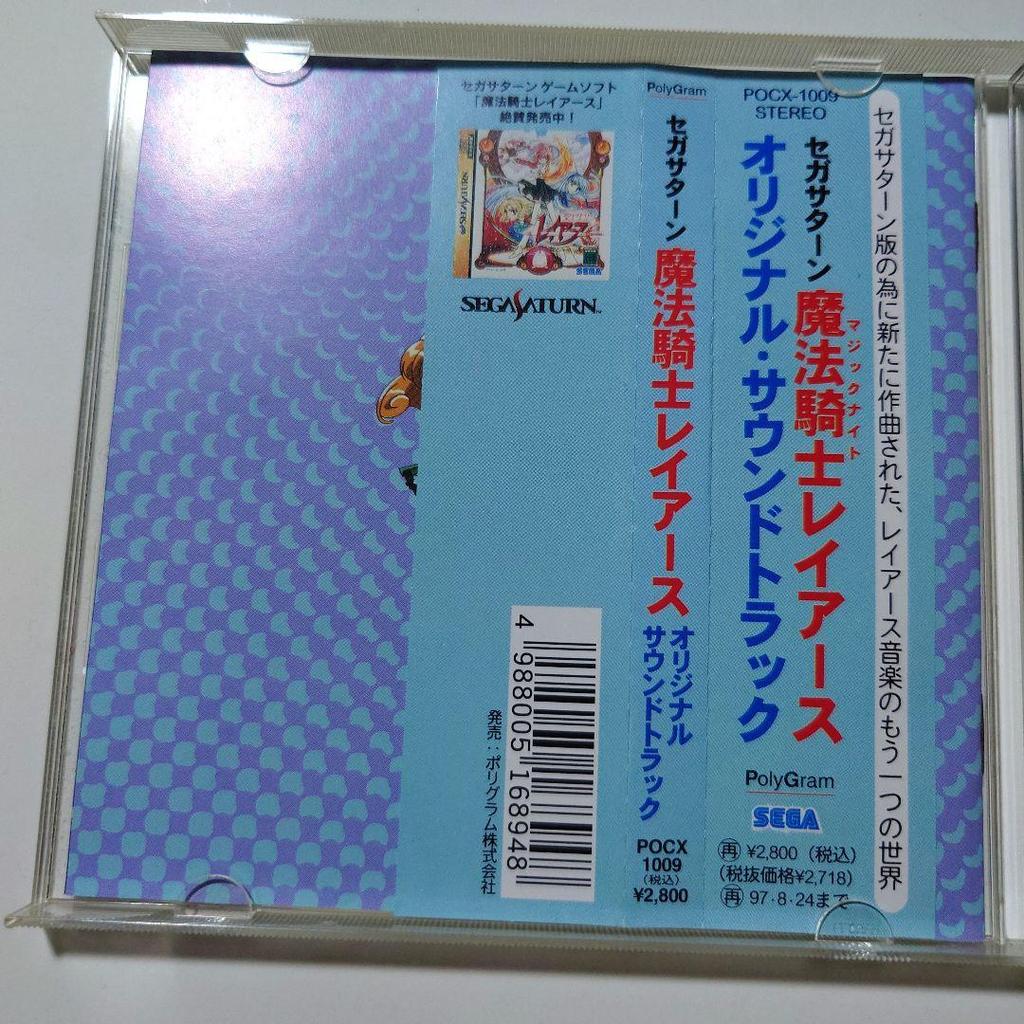 セガサターン版の為に新たに作曲された、レイアース音楽のもう一つの世界
POCX-1009
STEREO
セガサターン 魔法騎士レイアース
マジックナイト
オリジナル・サウンドトラック
PolyGram
SEGA
再 ¥2,800（税込）
（税抜価格¥2,718）
再 97・8・24まで
PolyGram
セガサターン 魔法騎士レイアース
オリジナル
サウンドトラック
POCX
1009
（税込）
¥2,800
セガサターン ゲームソフト
「魔法騎士レイアース」
絶賛発売中！
レイアース
SEGA
SEGA SATURN™
4 988005 168948
発売：ポリグラム株式会社